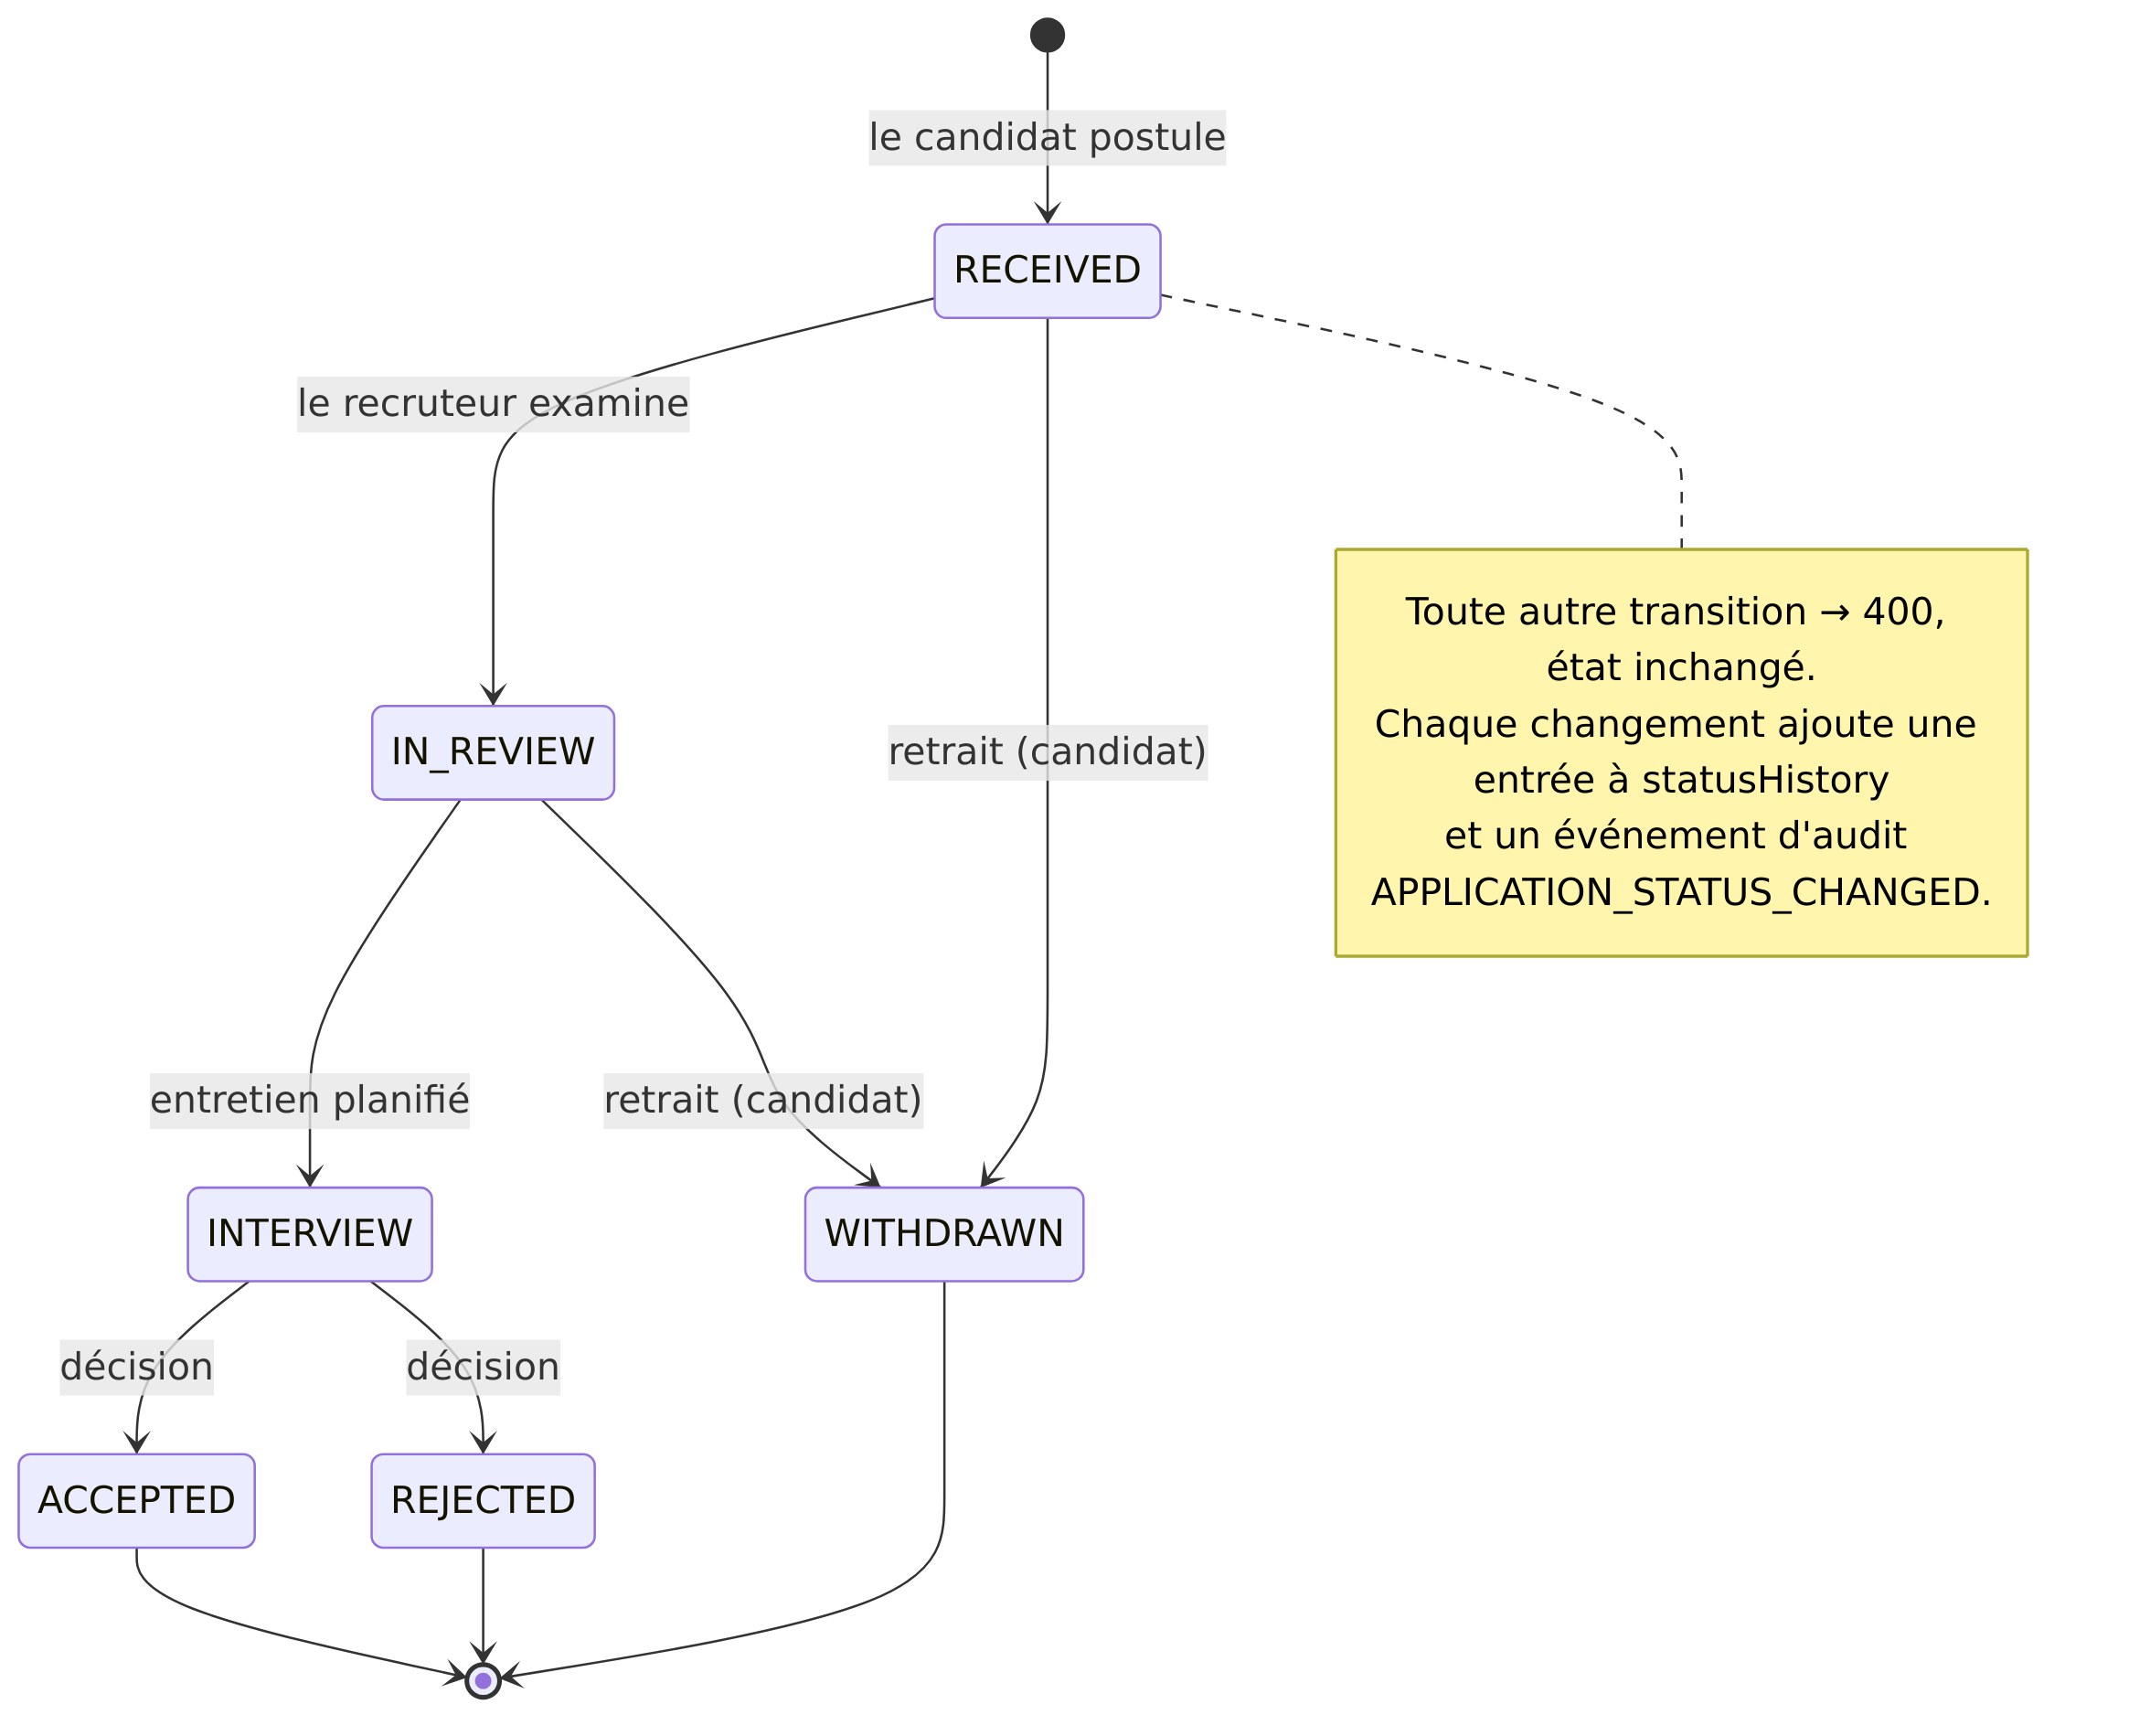 le candidat postule
RECEIVED
le recruteur examine
Toute autre transition → 400,
état inchangé.
Chaque changement ajoute une
entrée à statusHistory
et un événement d'audit
APPLICATION_STATUS_CHANGED.
IN_REVIEW
retrait (candidat)
entretien planifié
retrait (candidat)
INTERVIEW
WITHDRAWN
décision
décision
ACCEPTED
REJECTED